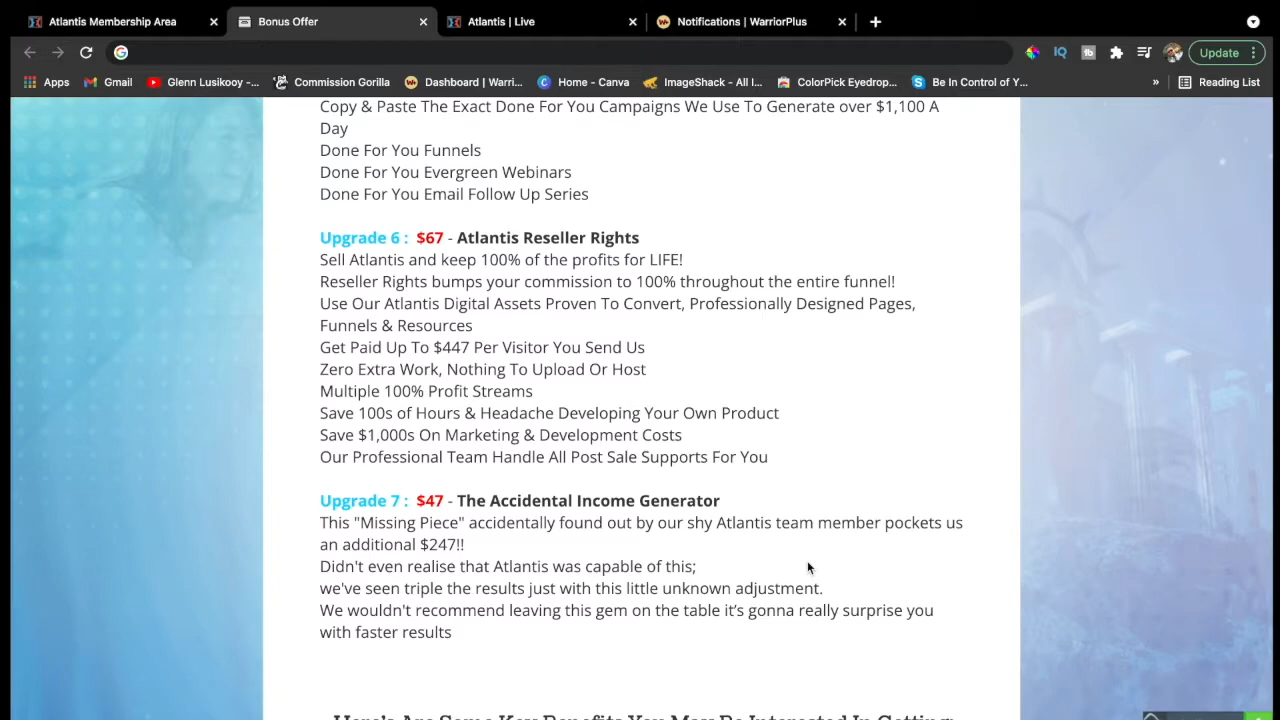 Atlantis Membership Area
Bonus Offer
Atlantis | Live
Notifications | WarriorPlus
Update
Apps
Gmail
Glenn Lusikooy -...
Commission Gorilla
Dashboard | Warri...
Home - Canva
ImageShack - All I...
ColorPick Eyedrop...
Be In Control of Y...
»
Reading List
Copy & Paste The Exact Done For You Campaigns We Use To Generate over $1,100 A
Day
Done For You Funnels
Done For You Evergreen Webinars
Done For You Email Follow Up Series
Upgrade 6 : $67 - Atlantis Reseller Rights
Sell Atlantis and keep 100% of the profits for LIFE!
Reseller Rights bumps your commission to 100% throughout the entire funnel!
Use Our Atlantis Digital Assets Proven To Convert, Professionally Designed Pages,
Funnels & Resources
Get Paid Up To $447 Per Visitor You Send Us
Zero Extra Work, Nothing To Upload Or Host
Multiple 100% Profit Streams
Save 100s of Hours & Headache Developing Your Own Product
Save $1,000s On Marketing & Development Costs
Our Professional Team Handle All Post Sale Supports For You
Upgrade 7 : $47 - The Accidental Income Generator
This "Missing Piece" accidentally found out by our shy Atlantis team member pockets us
an additional $247!!
Didn't even realise that Atlantis was capable of this;
we've seen triple the results just with this little unknown adjustment.
We wouldn't recommend leaving this gem on the table it's gonna really surprise you
with faster results
Here's Are Some Key Benefits You May Be Interested In Getting